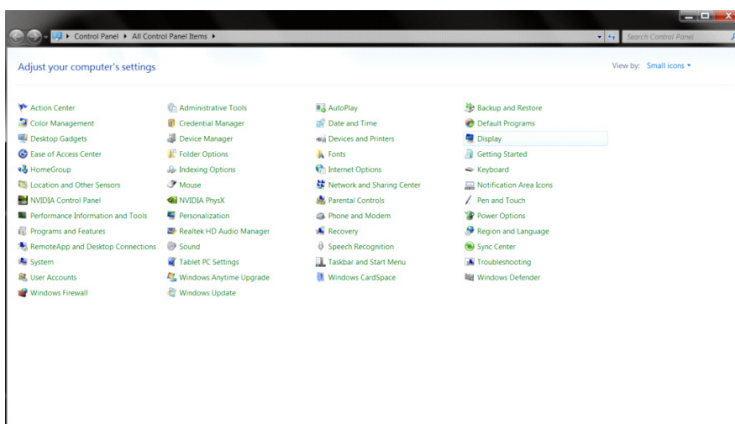 Control Panel ▸ All Control Panel Items ▸
Search Control Panel
Adjust your computer's settings
View by: Small icons
Action Center
Administrative Tools
AutoPlay
Backup and Restore
Color Management
Credential Manager
Date and Time
Default Programs
Desktop Gadgets
Device Manager
Devices and Printers
Display
Ease of Access Center
Folder Options
Fonts
Getting Started
HomeGroup
Indexing Options
Internet Options
Keyboard
Location and Other Sensors
Mouse
Network and Sharing Center
Notification Area Icons
NVIDIA Control Panel
NVIDIA PhysX
Parental Controls
Pen and Touch
Performance Information and Tools
Personalization
Phone and Modem
Power Options
Programs and Features
Realtek HD Audio Manager
Recovery
Region and Language
RemoteApp and Desktop Connections
Sound
Speech Recognition
Sync Center
System
Tablet PC Settings
Taskbar and Start Menu
Troubleshooting
User Accounts
Windows Anytime Upgrade
Windows CardSpace
Windows Defender
Windows Firewall
Windows Update